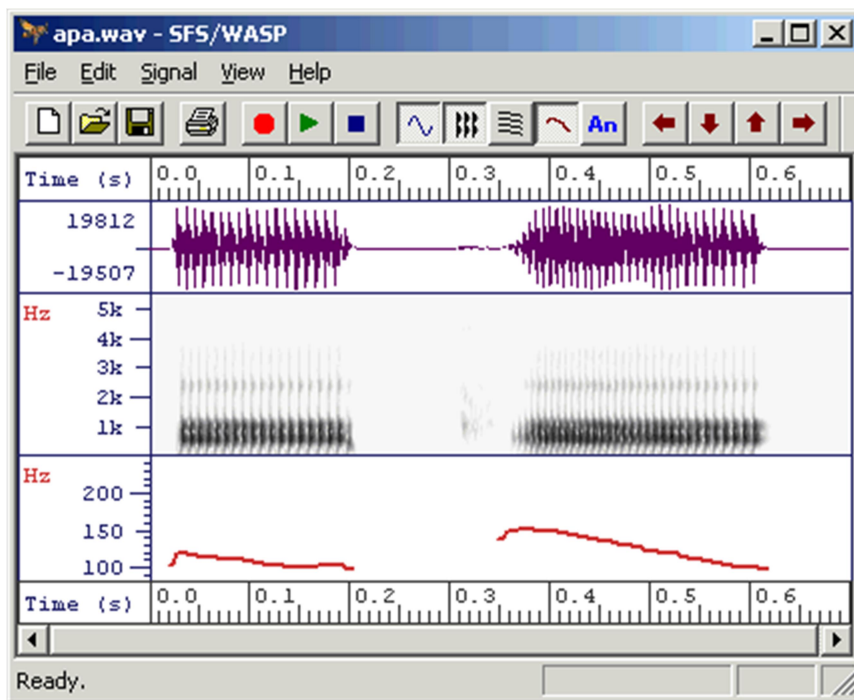 apa.wav - SFS/WASP
File Edit Signal View Help
An
Time (s) 0.0 0.1 0.2 0.3 0.4 0.5 0.6
19812
-19507
Hz 5k
4k
3k
2k
1k
Hz
200
150
100
Time (s) 0.0 0.1 0.2 0.3 0.4 0.5 0.6
Ready.